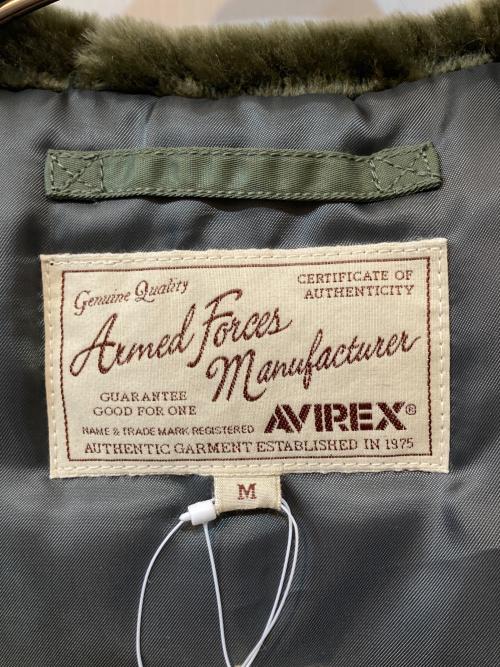 Genuine Quality
CERTIFICATE OF
AUTHENTICITY
Armed Forces
Manufacturer
GUARANTEE
GOOD FOR ONE
AVIREX®
NAME & TRADE MARK REGISTERED
AUTHENTIC GARMENT ESTABLISHED IN 1975
M